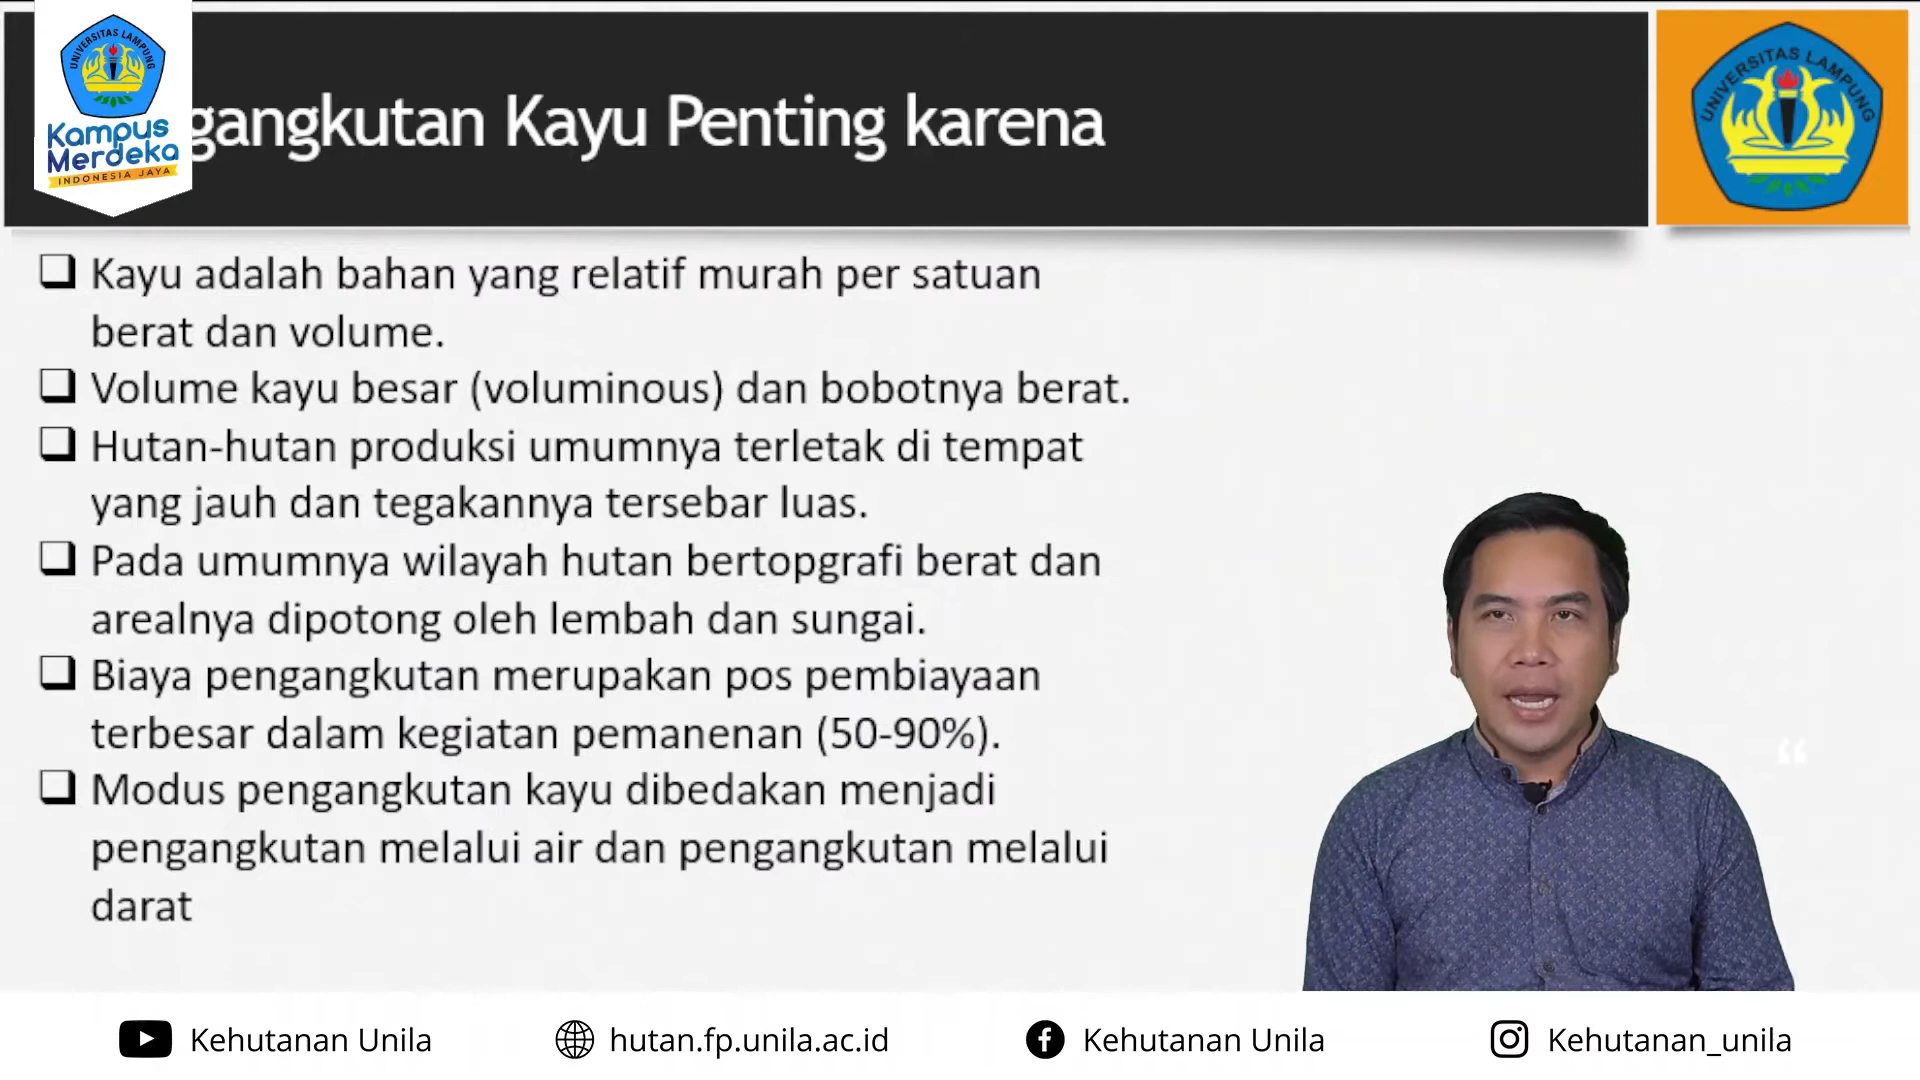 UNIVERSITAS LAMPUNG
Kampus
Merdeka
INDONESIA JAYA
gangkutan Kayu Penting karena
UNIVERSITAS LAMPUNG
Kayu adalah bahan yang relatif murah per satuan
berat dan volume.
Volume kayu besar (voluminous) dan bobotnya berat.
Hutan-hutan produksi umumnya terletak di tempat
yang jauh dan tegakannya tersebar luas.
Pada umumnya wilayah hutan bertopgrafi berat dan
arealnya dipotong oleh lembah dan sungai.
Biaya pengangkutan merupakan pos pembiayaan
terbesar dalam kegiatan pemanenan (50-90%).
Modus pengangkutan kayu dibedakan menjadi
pengangkutan melalui air dan pengangkutan melalui
darat
“
Kehutanan Unila
hutan.fp.unila.ac.id
Kehutanan Unila
Kehutanan_unila